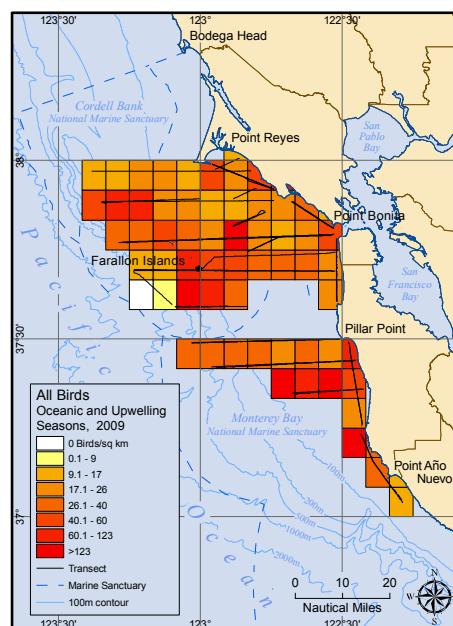 123°30'
123°
122°30'
Bodega Head
Cordell Bank
National Marine Sanctuary
San
Pablo
Bay
Point Reyes
38°
38°
Point Bonita
Farallon Islands
San
Francisco
Bay
Pacific
37°30'
37°30'
Pillar Point
All Birds
Oceanic and Upwelling
Seasons, 2009
0 Birds/sq km
0.1 - 9
9.1 - 17
17.1 - 26
26.1 - 40
40.1 - 60
60.1 - 123
>123
Transect
Marine Sanctuary
100m contour
Monterey Bay
National Marine Sanctuary
100m
200m
500m
1000m
2000m
Point Año
Nuevo
37°
37°
Ocean
0 10 20
Nautical Miles
N
W E
S
123°30'
123°
122°30'